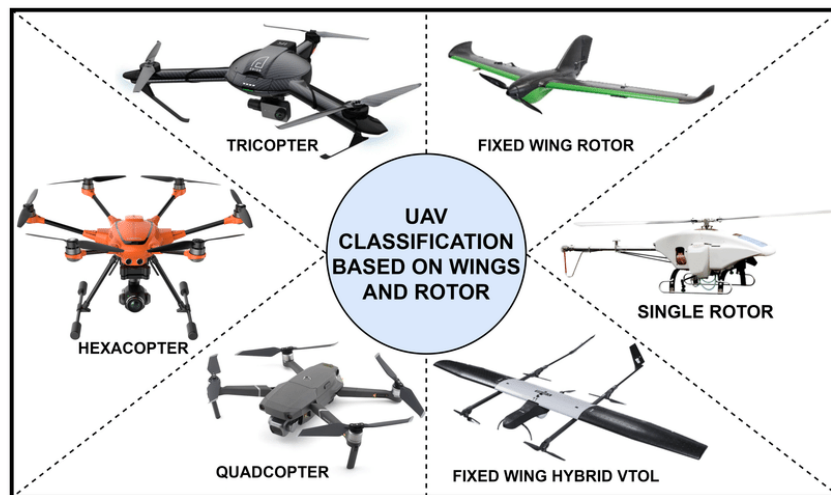 TRICOPTER
FIXED WING ROTOR
UAV
CLASSIFICATION
BASED ON WINGS
AND ROTOR
HEXACOPTER
SINGLE ROTOR
QUADCOPTER
FIXED WING HYBRID VTOL